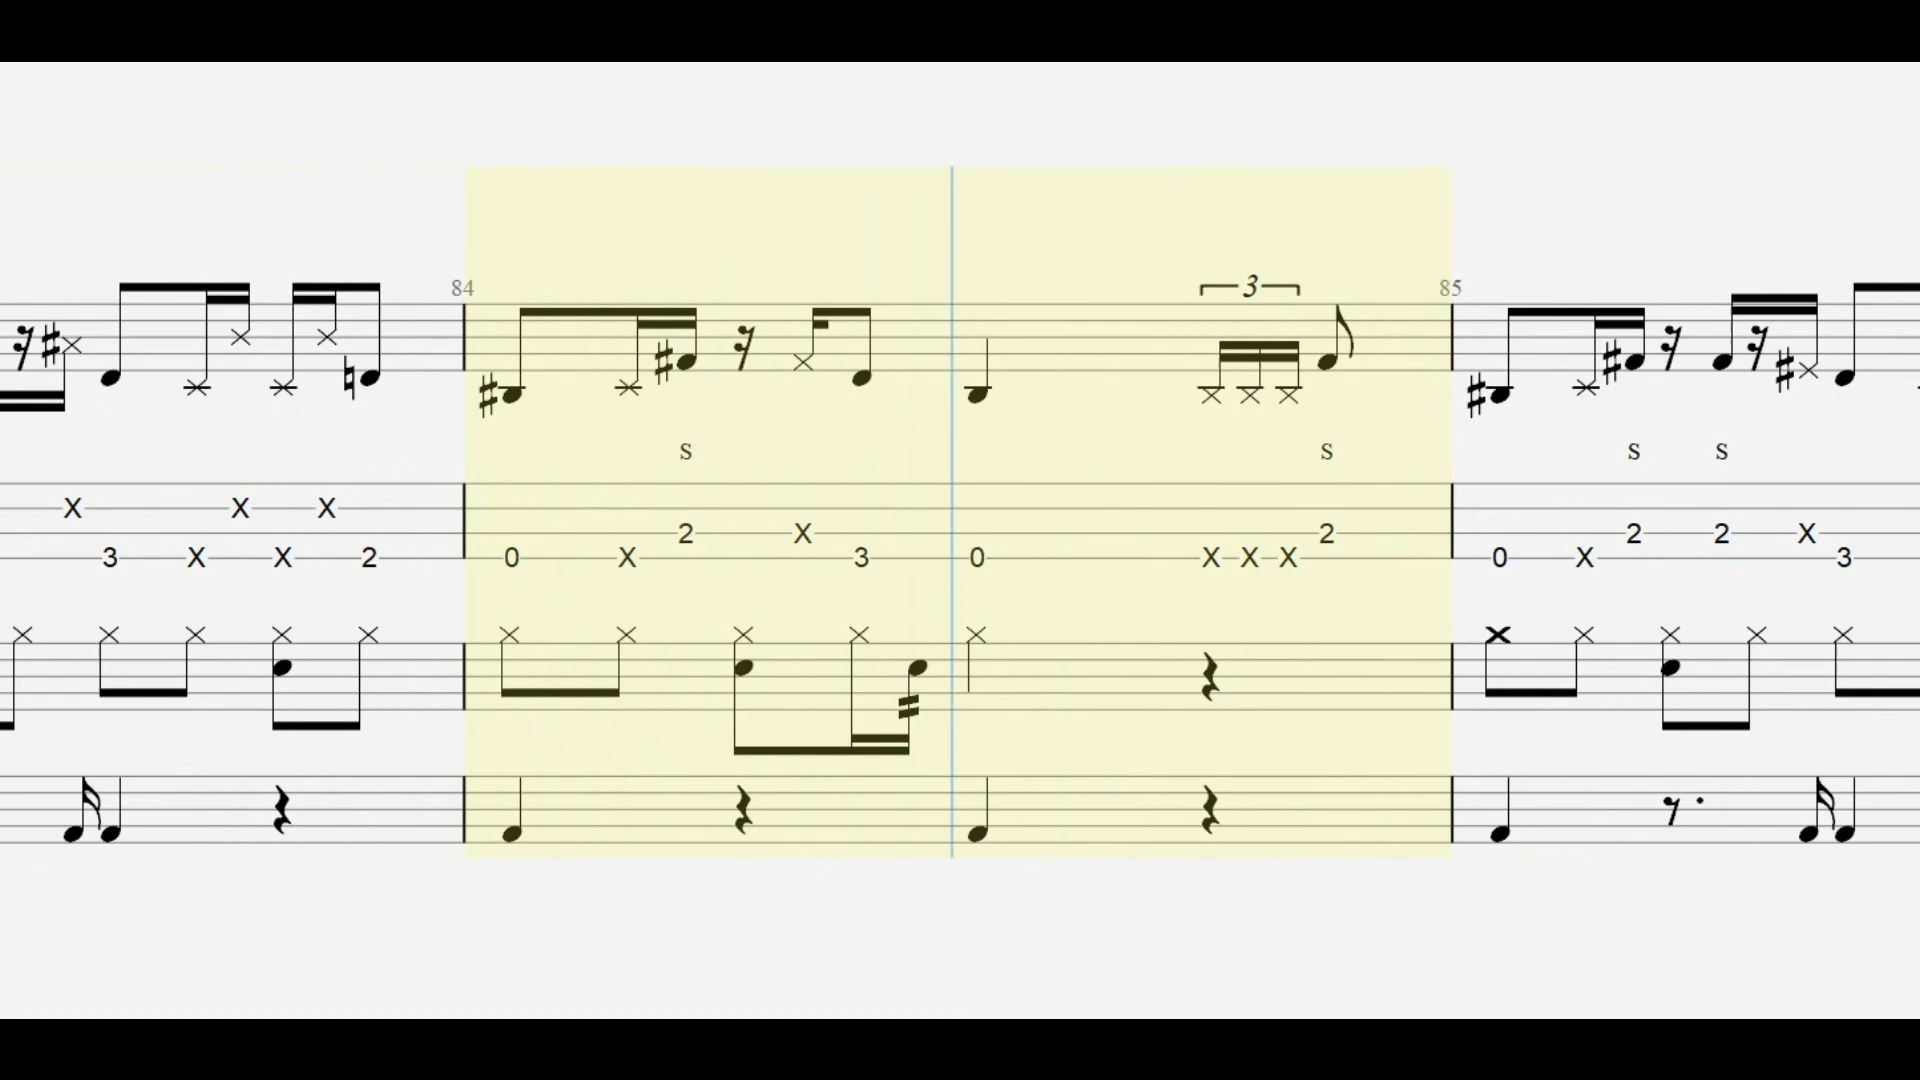 3
84 85
S S S S
X X X
2 X 2 2 2 X
3 X X 2 0 X 3 0 X X X 0 X 3